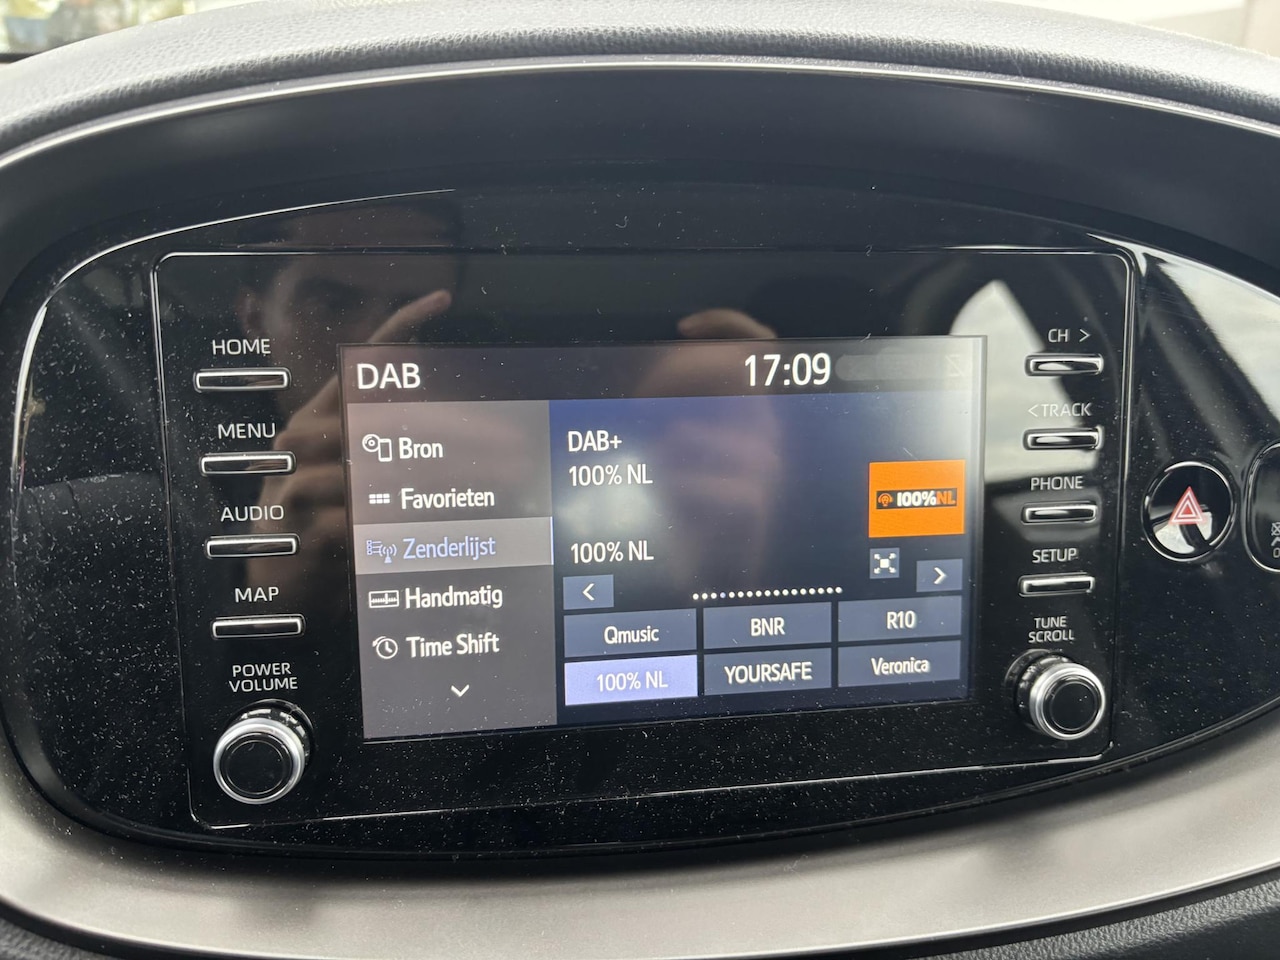 HOME
MENU
AUDIO
MAP
POWER
VOLUME
DAB
17:09
Bron
Favorieten
Zenderlijst
Handmatig
Time Shift
DAB+
100% NL
100% NL
100%NL
<
>
Qmusic
BNR
R10
100% NL
YOURSAFE
Veronica
CH >
<TRACK
PHONE
SETUP
TUNE
SCROLL